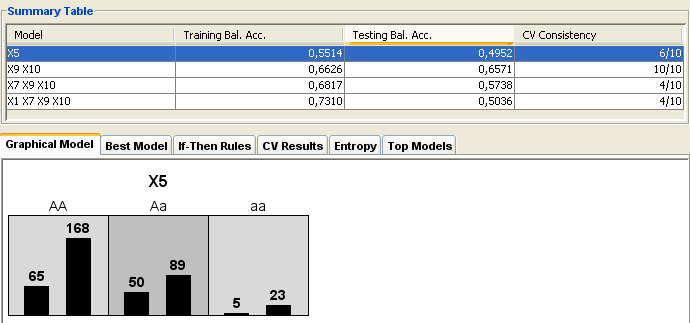 Summary Table
Model Training Bal. Acc. Testing Bal. Acc. CV Consistency
X5 0,5514 0,4952 6/10
X9 X10 0,6626 0,6571 10/10
X7 X9 X10 0,6817 0,5738 4/10
X1 X7 X9 X10 0,7310 0,5036 4/10
Graphical Model Best Model If-Then Rules CV Results Entropy Top Models
X5
AA Aa aa
65 168 50 89 5 23